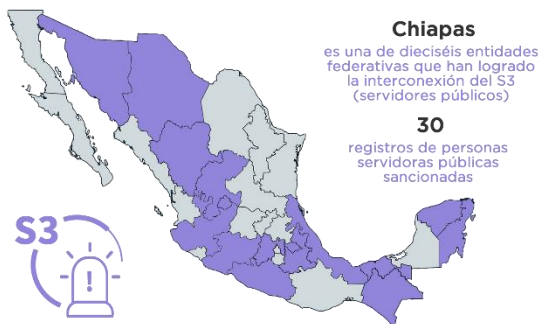 Chiapas
es una de dieciséis entidades
federativas que han logrado
la interconexión del S3
(servidores públicos)
30
registros de personas
servidoras públicas
sancionadas
S3
!